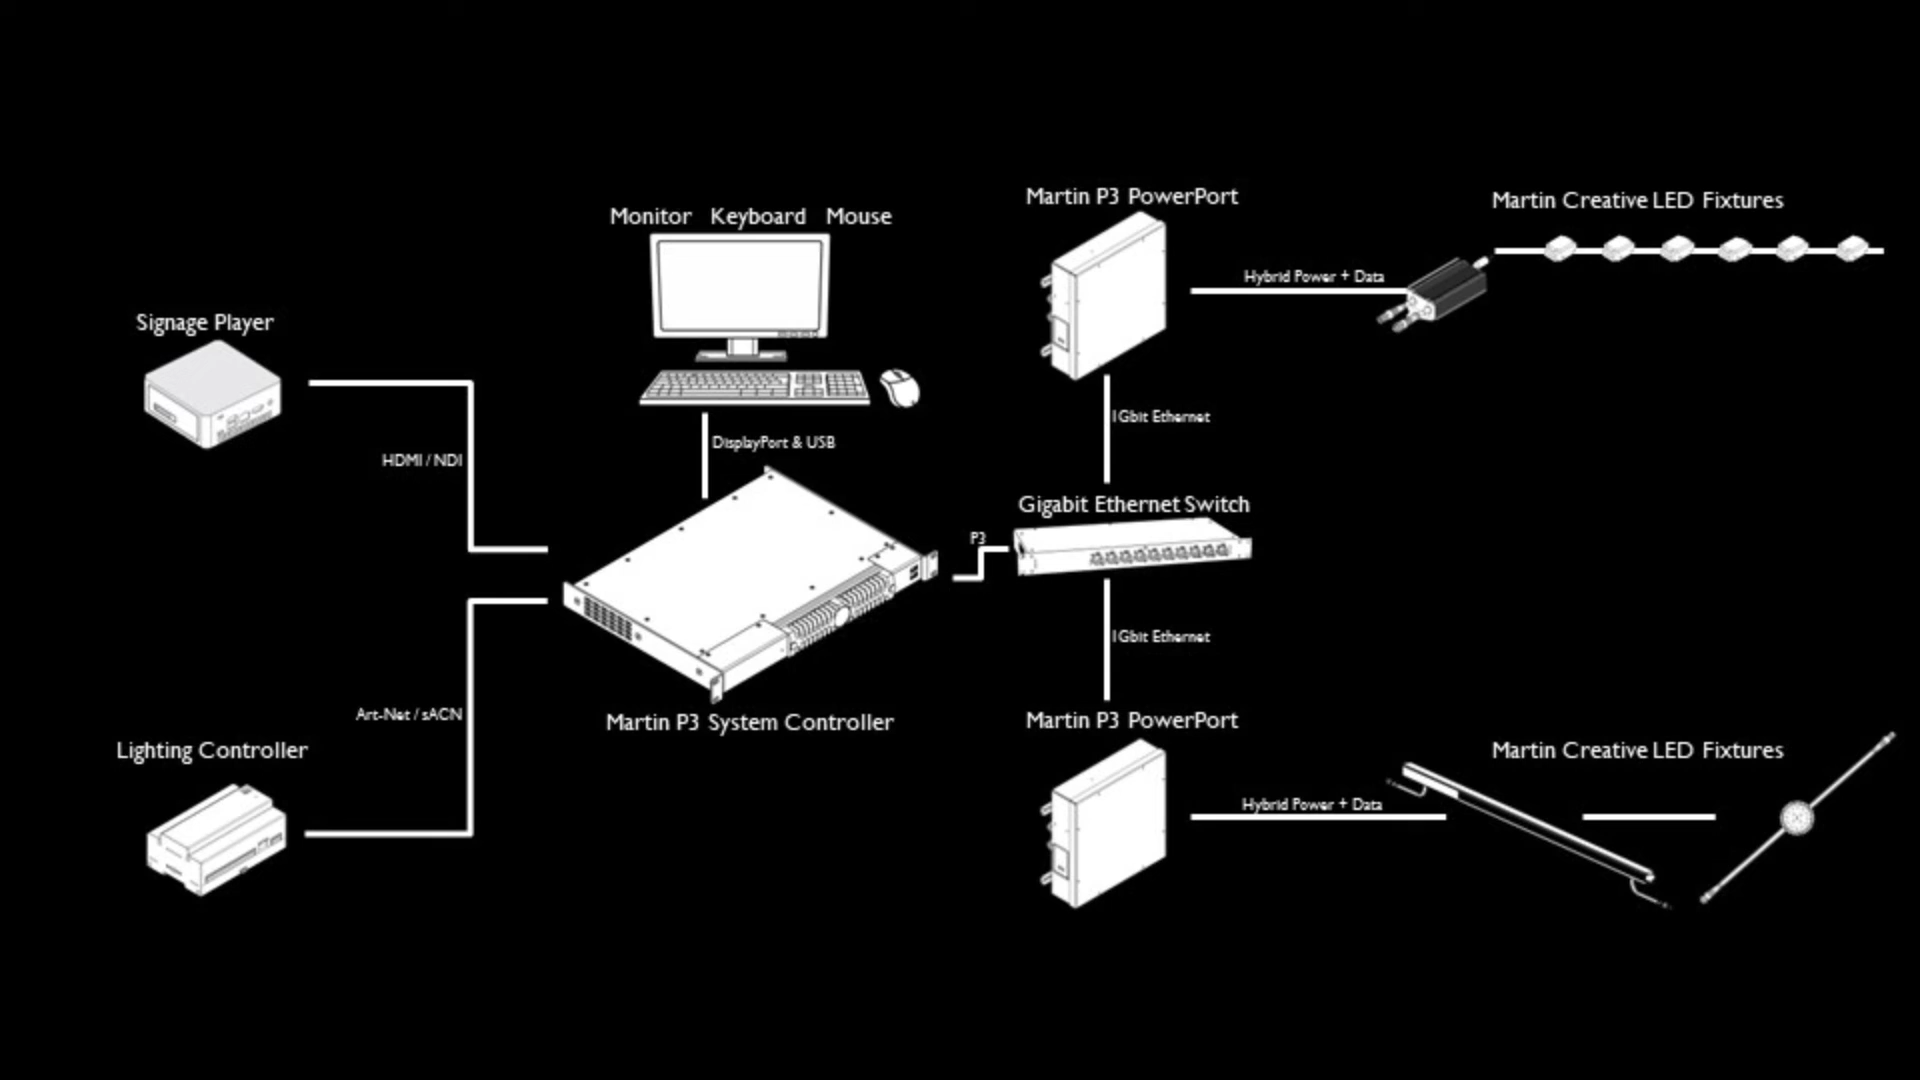 Martin P3 PowerPort
Martin Creative LED Fixtures
Monitor Keyboard Mouse
Hybrid Power + Data
Signage Player
1Gbit Ethernet
DisplayPort & USB
HDMI / NDI
Gigabit Ethernet Switch
P3
1Gbit Ethernet
Art-Net / sACN
Martin P3 System Controller
Martin P3 PowerPort
Lighting Controller
Martin Creative LED Fixtures
Hybrid Power + Data